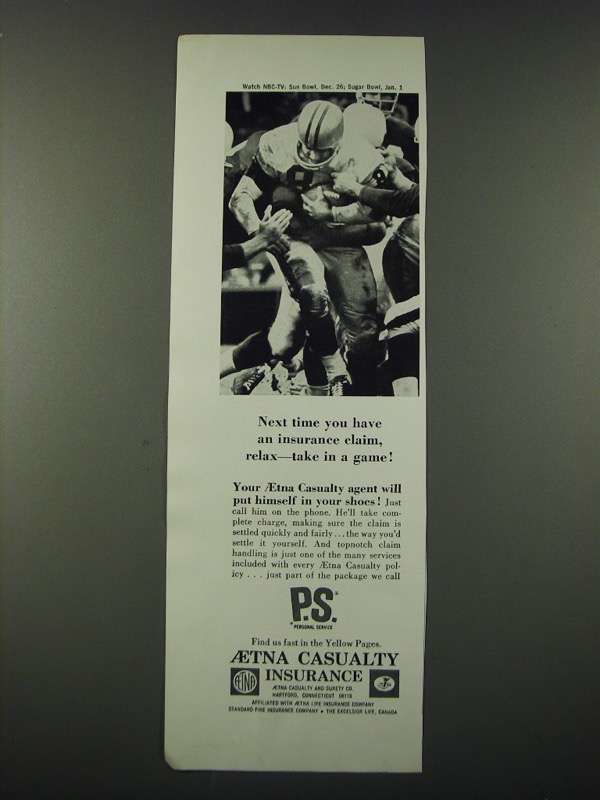 Watch NBC-TV: Sun Bowl, Dec. 26; Sugar Bowl, Jan. 1
Next time you have
an insurance claim,
relax—take in a game!
Your Ætna Casualty agent will
put himself in your shoes! Just
call him on the phone. He'll take com-
plete charge, making sure the claim is
settled quickly and fairly . . . the way you'd
settle it yourself. And topnotch claim
handling is just one of the many services
included with every Ætna Casualty pol-
icy . . . just part of the package we call
P.S.®
*PERSONAL SERVICE
Find us fast in the Yellow Pages.
ÆTNA CASUALTY
INSURANCE
ÆTNA
ÆTNA CASUALTY AND SURETY CO.
HARTFORD, CONNECTICUT 06115
AFFILIATED WITH ÆTNA LIFE INSURANCE COMPANY
STANDARD FIRE INSURANCE COMPANY • THE EXCELSIOR LIFE, CANADA